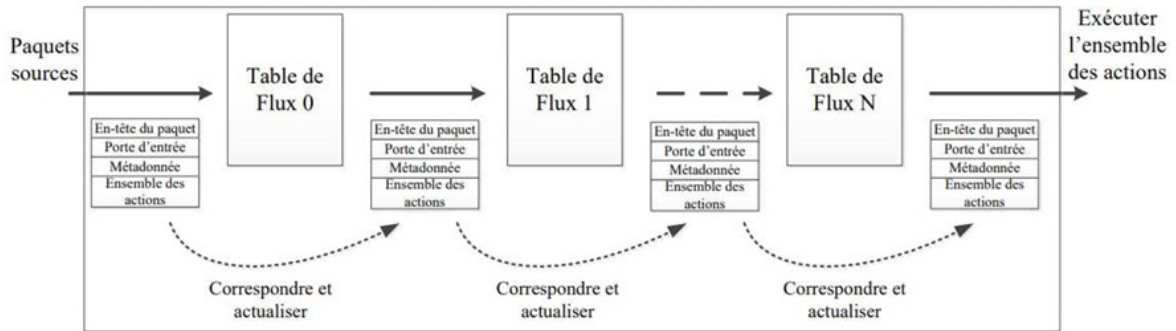 Paquets
sources
Table de
Flux 0
Table de
Flux 1
Table de
Flux N
Exécuter
l'ensemble
des actions
En-tête du paquet
Porte d'entrée
Métadonnée
Ensemble des
actions
En-tête du paquet
Porte d'entrée
Métadonnée
Ensemble des
actions
En-tête du paquet
Porte d'entrée
Métadonnée
Ensemble des
actions
En-tête du paquet
Porte d'entrée
Métadonnée
Ensemble des
actions
Correspondre et
actualiser
Correspondre et
actualiser
Correspondre et
actualiser